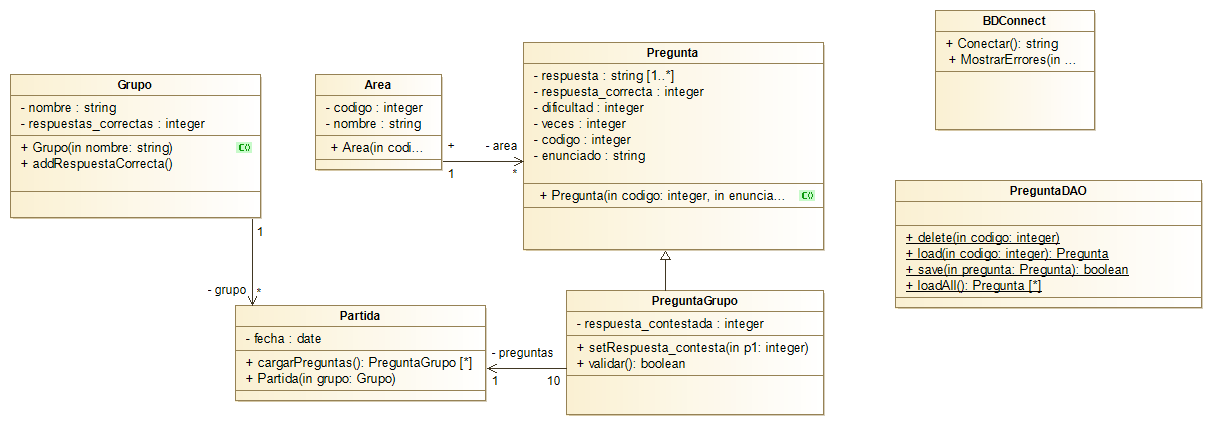 BDConnect
+ Conectar(): string
+ MostrarErrores(in ...
Pregunta
- respuesta : string [1..*]
- respuesta_correcta : integer
- dificultad : integer
- veces : integer
- codigo : integer
- enunciado : string
+ Pregunta(in codigo: integer, in enuncia...
C()
Grupo
- nombre : string
- respuestas_correctas : integer
+ Grupo(in nombre: string)
C()
+ addRespuestaCorrecta()
Area
- codigo : integer
- nombre : string
+ Area(in codi...
+
- area
1
*
PreguntaDAO
+ delete(in codigo: integer)
+ load(in codigo: integer): Pregunta
+ save(in pregunta: Pregunta): boolean
+ loadAll(): Pregunta [*]
1
- grupo
*
Partida
- fecha : date
+ cargarPreguntas(): PreguntaGrupo [*]
+ Partida(in grupo: Grupo)
- preguntas
1
10
PreguntaGrupo
- respuesta_contestada : integer
+ setRespuesta_contesta(in p1: integer)
+ validar(): boolean